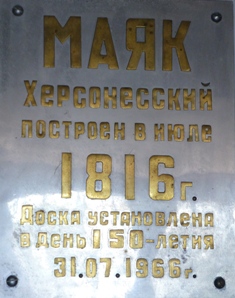 МАЯК
ХЕРСОНЕССКИЙ
ПОСТРОЕН В ИЮЛЕ
1816г.
ДОСКА УСТАНОВЛЕНА
В ДЕНЬ 150-ЛЕТИЯ
31.07.1966г.